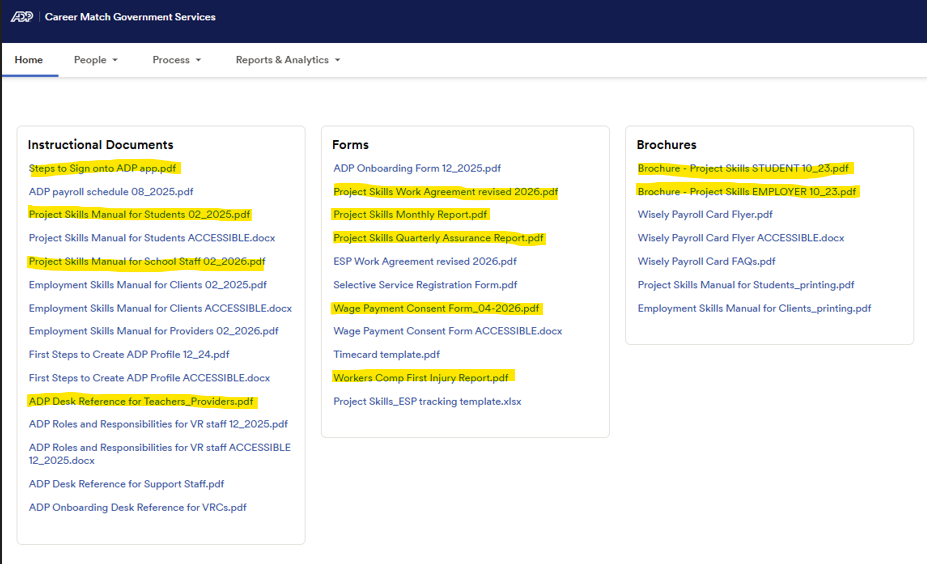 ADP Career Match Government Services
Home People Process Reports & Analytics
Instructional Documents
Steps to Sign onto ADP app.pdf
ADP payroll schedule 08_2025.pdf
Project Skills Manual for Students 02_2025.pdf
Project Skills Manual for Students ACCESSIBLE.docx
Project Skills Manual for School Staff 02_2026.pdf
Employment Skills Manual for Clients 02_2025.pdf
Employment Skills Manual for Clients ACCESSIBLE.docx
Employment Skills Manual for Providers 02_2026.pdf
First Steps to Create ADP Profile 12_24.pdf
First Steps to Create ADP Profile ACCESSIBLE.docx
ADP Desk Reference for Teachers_Providers.pdf
ADP Roles and Responsibilities for VR staff 12_2025.pdf
ADP Roles and Responsibilities for VR staff ACCESSIBLE
12_2025.docx
ADP Desk Reference for Support Staff.pdf
ADP Onboarding Desk Reference for VRCs.pdf
Forms
ADP Onboarding Form 12_2025.pdf
Project Skills Work Agreement revised 2026.pdf
Project Skills Monthly Report.pdf
Project Skills Quarterly Assurance Report.pdf
ESP Work Agreement revised 2026.pdf
Selective Service Registration Form.pdf
Wage Payment Consent Form_04-2026.pdf
Wage Payment Consent Form ACCESSIBLE.docx
Timecard template.pdf
Workers Comp First Injury Report.pdf
Project Skills_ESP tracking template.xlsx
Brochures
Brochure - Project Skills STUDENT 10_23.pdf
Brochure - Project Skills EMPLOYER 10_23.pdf
Wisely Payroll Card Flyer.pdf
Wisely Payroll Card Flyer ACCESSIBLE.docx
Wisely Payroll Card FAQs.pdf
Project Skills Manual for Students_printing.pdf
Employment Skills Manual for Clients_printing.pdf